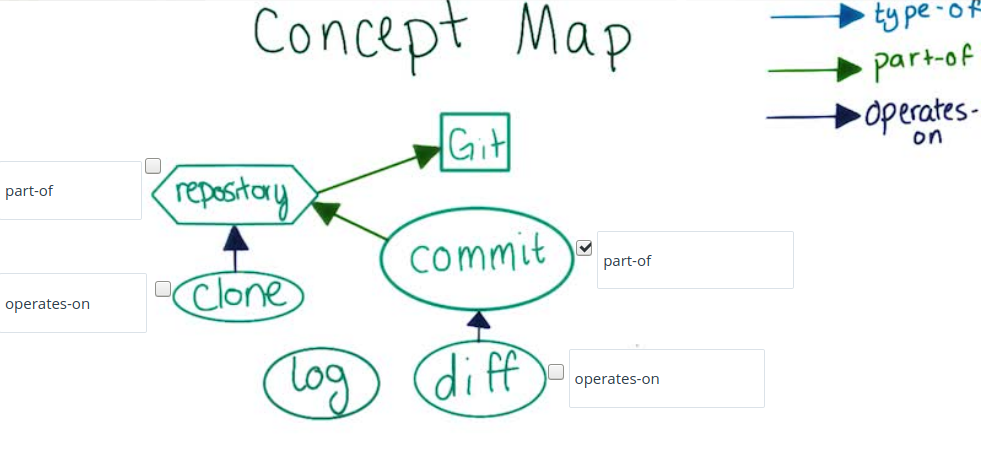 Concept Map
type-of
part-of
operates-
on
Git
part-of
repository
commit
part-of
operates-on
clone
log
diff
operates-on